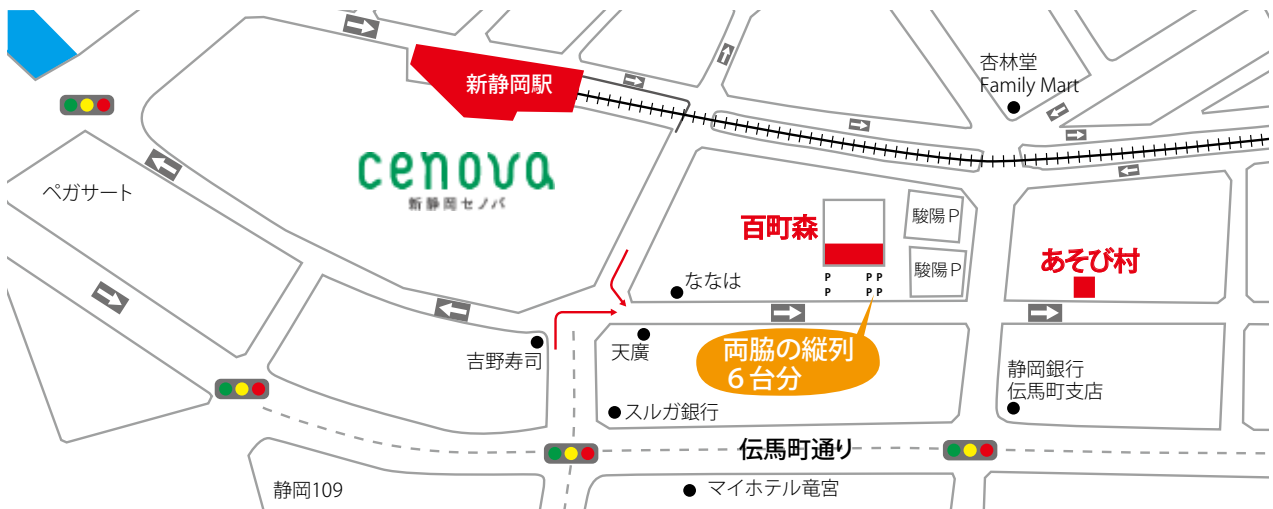 新静岡駅
杏林堂
Family Mart
cenova
新静岡セノバ
ペガサート
百町森
駿陽P
駿陽P
あそび村
P
P
P P
P P
ななは
両脇の縦列
6台分
天廣
吉野寿司
静岡銀行
伝馬町支店
スルガ銀行
伝馬町通り
静岡109
マイホテル竜宮